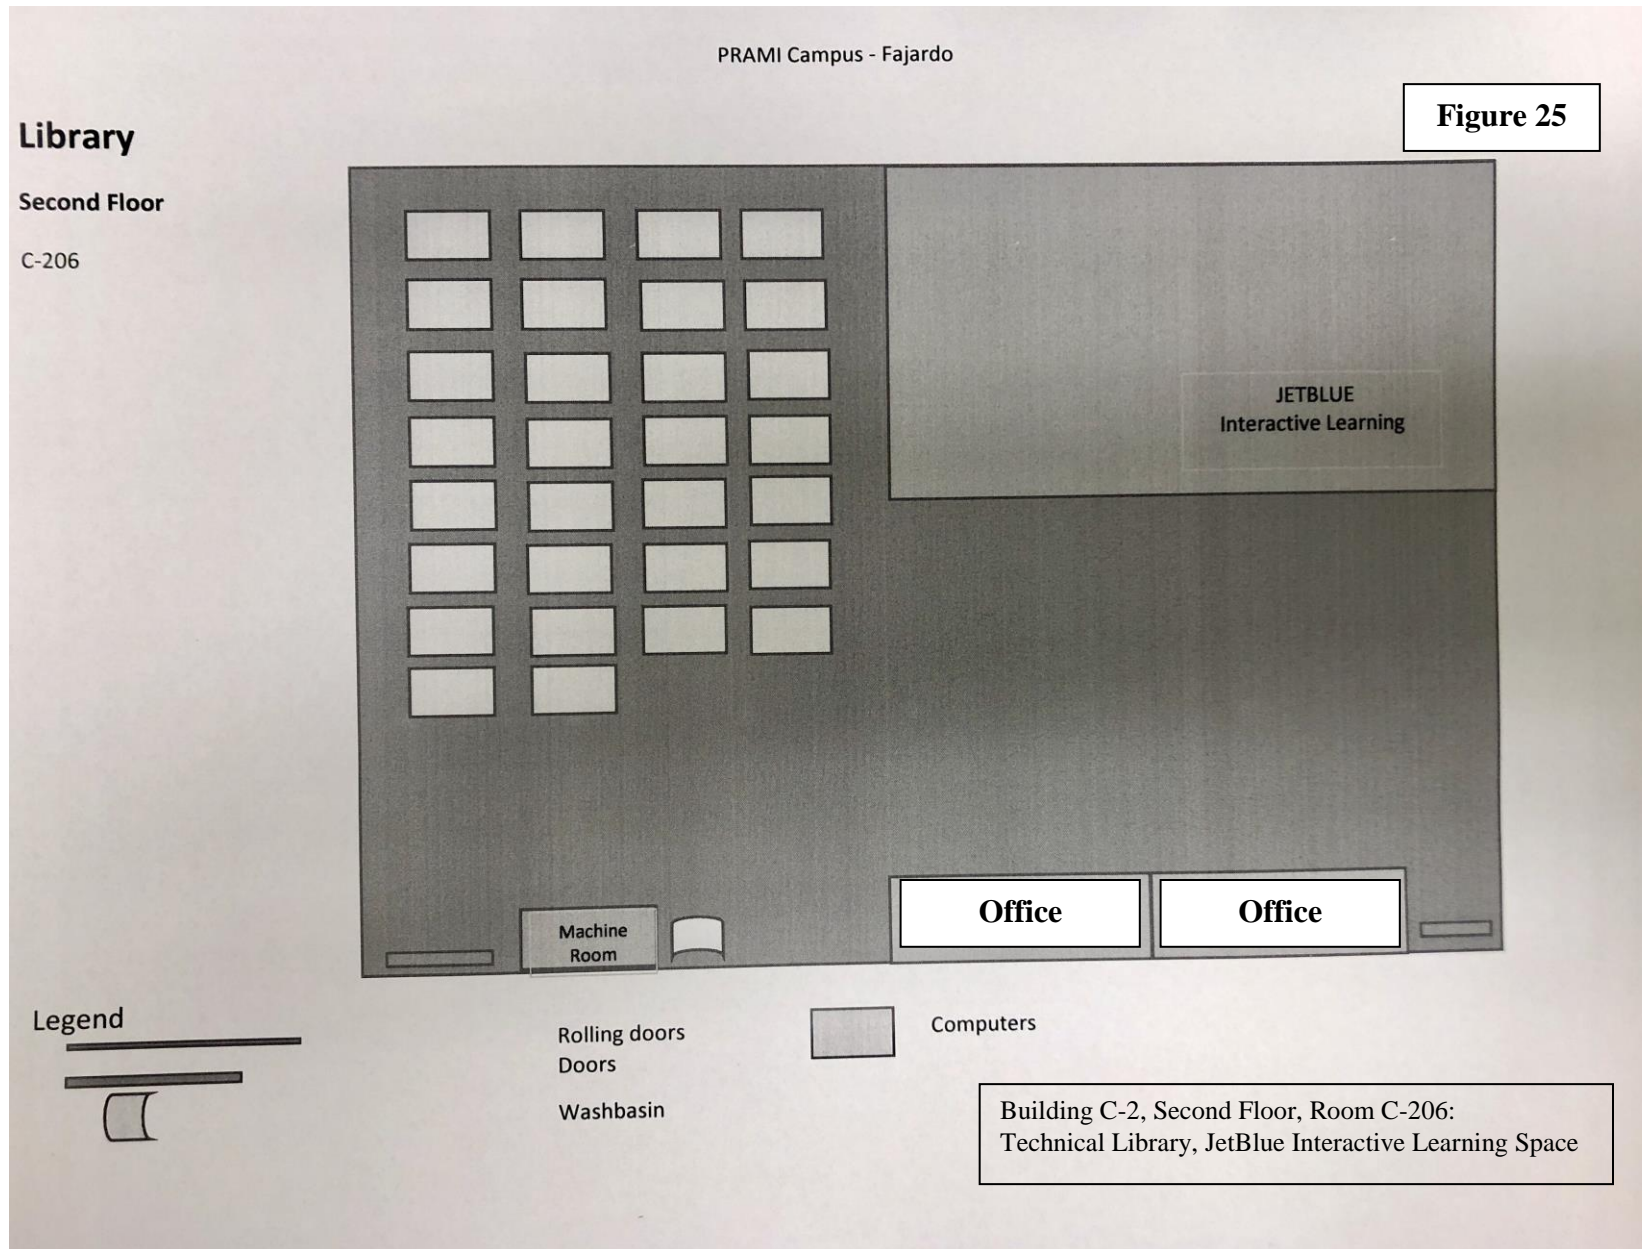 PRAMI Campus - Fajardo
Figure 25
Library
Second Floor
C-206
JETBLUE
Interactive Learning
Office
Office
Machine
Room
Legend
Rolling doors
Doors
Washbasin
Computers
Building C-2, Second Floor, Room C-206:
Technical Library, JetBlue Interactive Learning Space